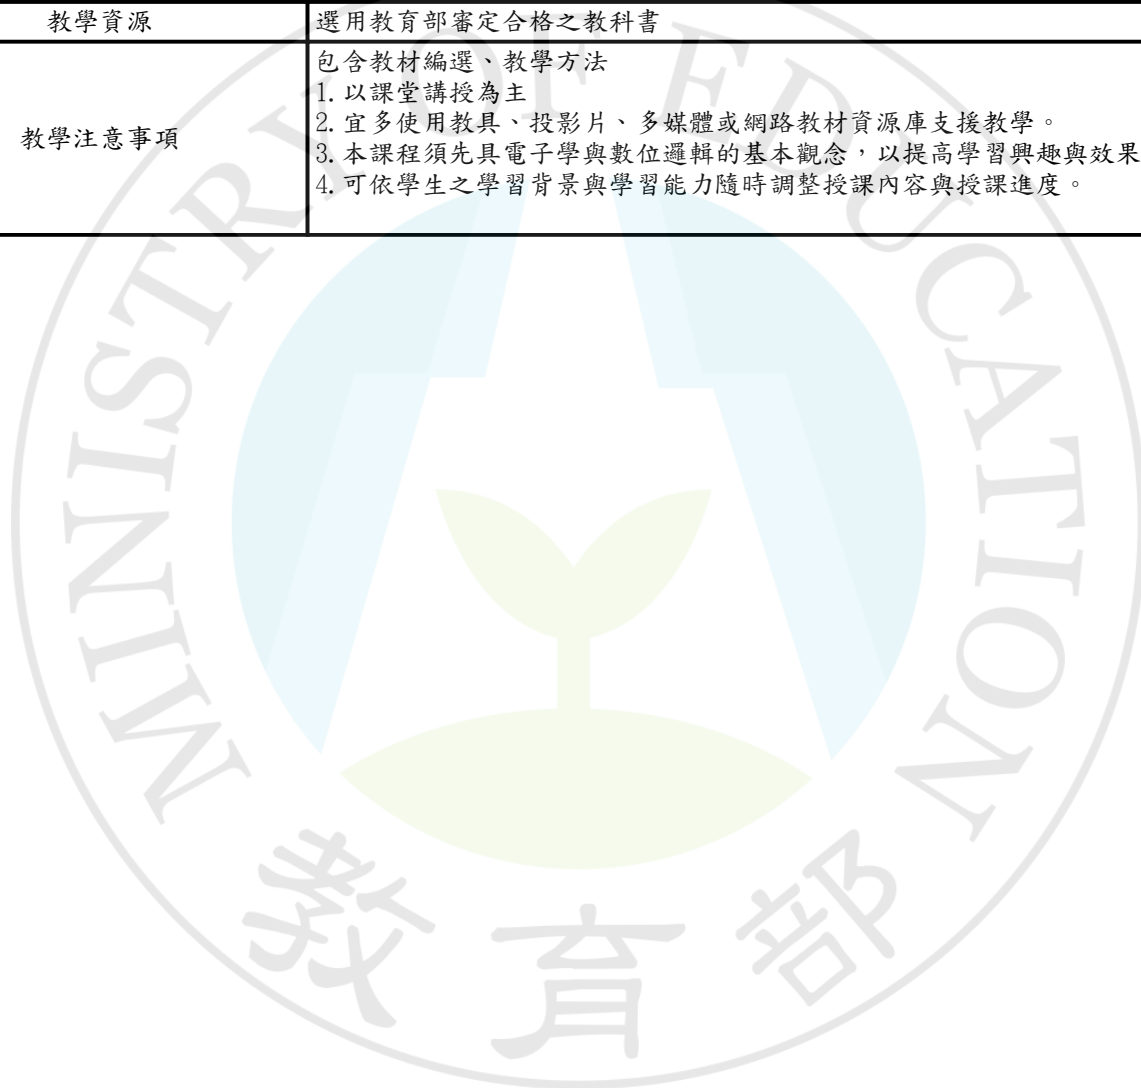 教學資源
選用教育部審定合格之教科書
教學注意事項
包含教材編選、教學方法
1. 以課堂講授為主
2. 宜多使用教具、投影片、多媒體或網路教材資源庫支援教學。
3. 本課程須先具電子學與數位邏輯的基本觀念，以提高學習興趣與效果
4. 可依學生之學習背景與學習能力隨時調整授課內容與授課進度。
MINISTRY OF EDUCATION
教育部